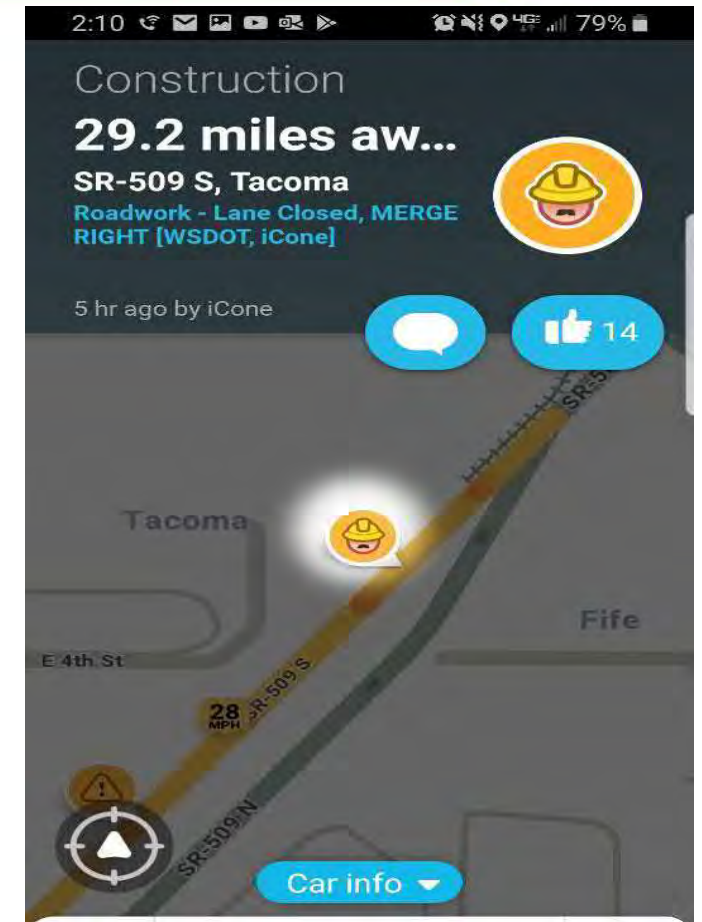 2:10 4GE 79%
Construction
29.2 miles aw...
SR-509 S, Tacoma
Roadwork - Lane Closed, MERGE
RIGHT [WSDOT, iCone]
5 hr ago by iCone
14
Tacoma
Fife
E 4th St
SR-509 S
28
MPH
SR-509 N
Car info